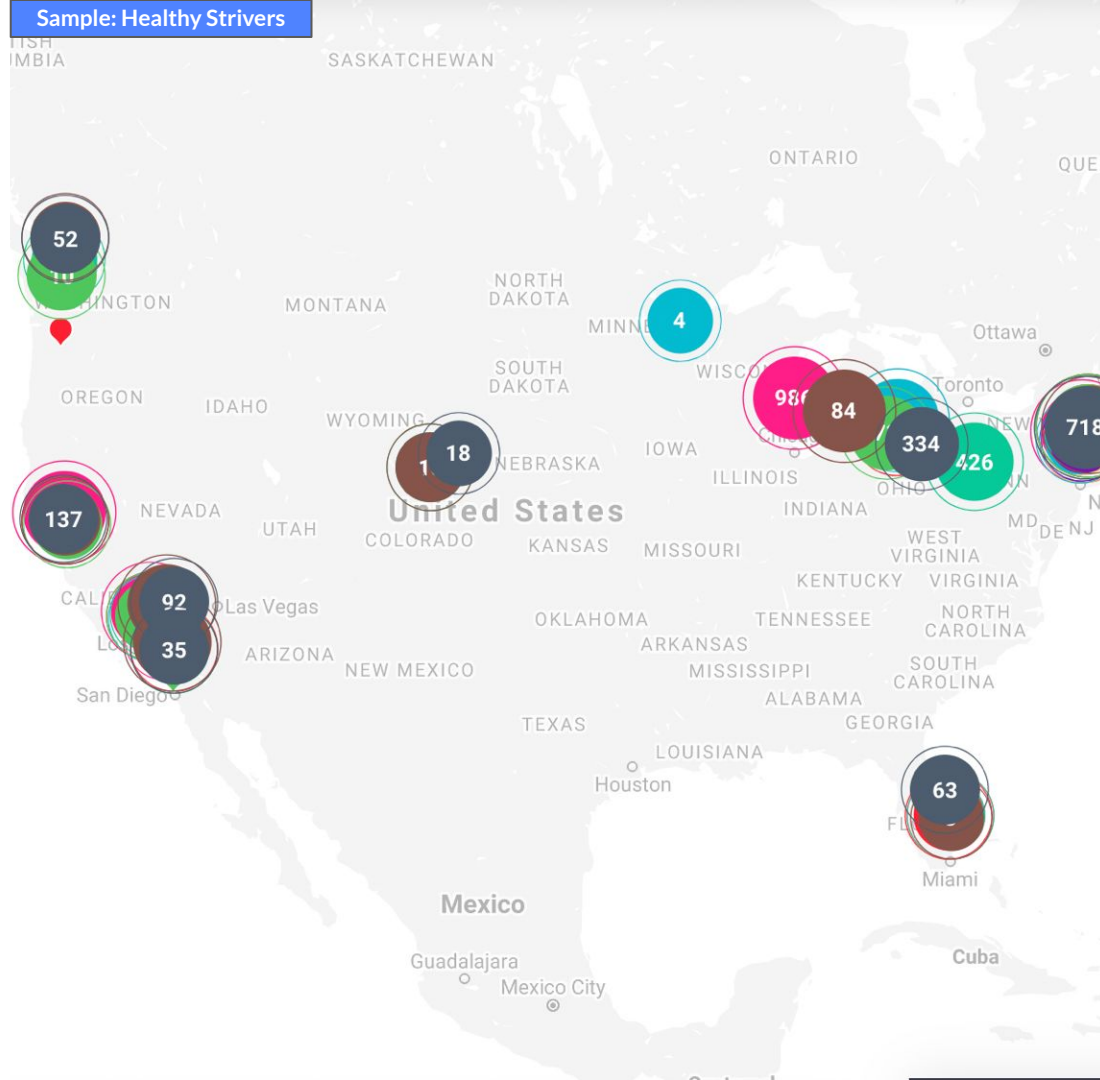 Sample: Healthy Strivers
SASKATCHEWAN
ONTARIO
52
WASHINGTON
MONTANA
NORTH
DAKOTA
4
Ottawa
OREGON
IDAHO
SOUTH
DAKOTA
Toronto
WYOMING
986
84
718
18
NEBRASKA
IOWA
334
426
ILLINOIS
OHIO
137
NEVADA
UTAH
United States
COLORADO
KANSAS
MISSOURI
INDIANA
MD
DE
NJ
WEST
VIRGINIA
KENTUCKY
VIRGINIA
92
Las Vegas
OKLAHOMA
TENNESSEE
NORTH
CAROLINA
35
ARIZONA
NEW MEXICO
ARKANSAS
MISSISSIPPI
SOUTH
CAROLINA
San Diego
ALABAMA
TEXAS
GEORGIA
LOUISIANA
Houston
63
Miami
Mexico
Guadalajara
Mexico City
Cuba